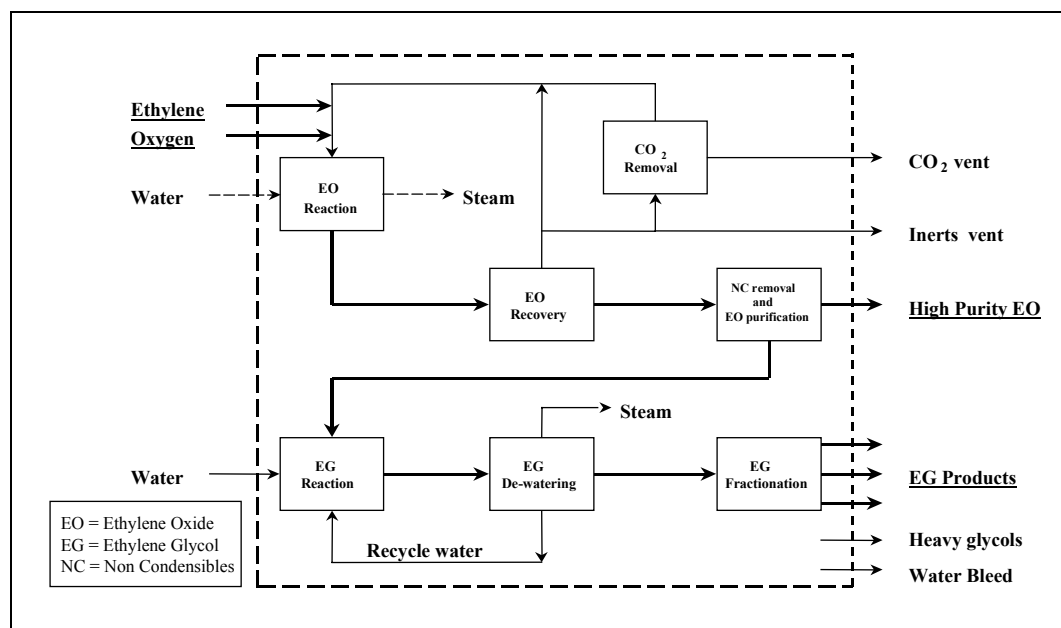 Ethylene
Oxygen
CO2
Removal
CO2 vent
Water
EO
Reaction
Steam
Inerts vent
EO
Recovery
NC removal
and
EO purification
High Purity EO
Steam
Water
EG
Reaction
EG
De-watering
EG
Fractionation
EG Products
EO = Ethylene Oxide
EG = Ethylene Glycol
NC = Non Condensibles
Recycle water
Heavy glycols
Water Bleed